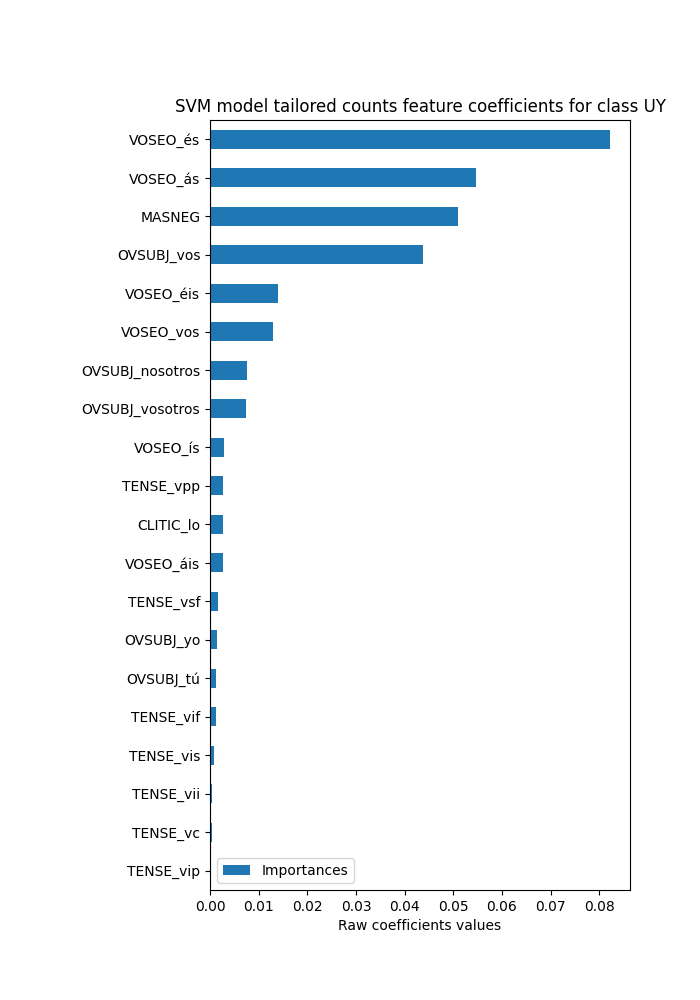 SVM model tailored counts feature coefficients for class UY
VOSEO_és
VOSEO_ás
MASNEG
OVSUBJ_vos
VOSEO_éis
VOSEO_vos
OVSUBJ_nosotros
OVSUBJ_vosotros
VOSEO_ís
TENSE_vpp
CLITIC_lo
VOSEO_áis
TENSE_vsf
OVSUBJ_yo
OVSUBJ_tú
TENSE_vif
TENSE_vis
TENSE_vii
TENSE_vc
TENSE_vip
Importances
0.00 0.01 0.02 0.03 0.04 0.05 0.06 0.07 0.08
Raw coefficients values